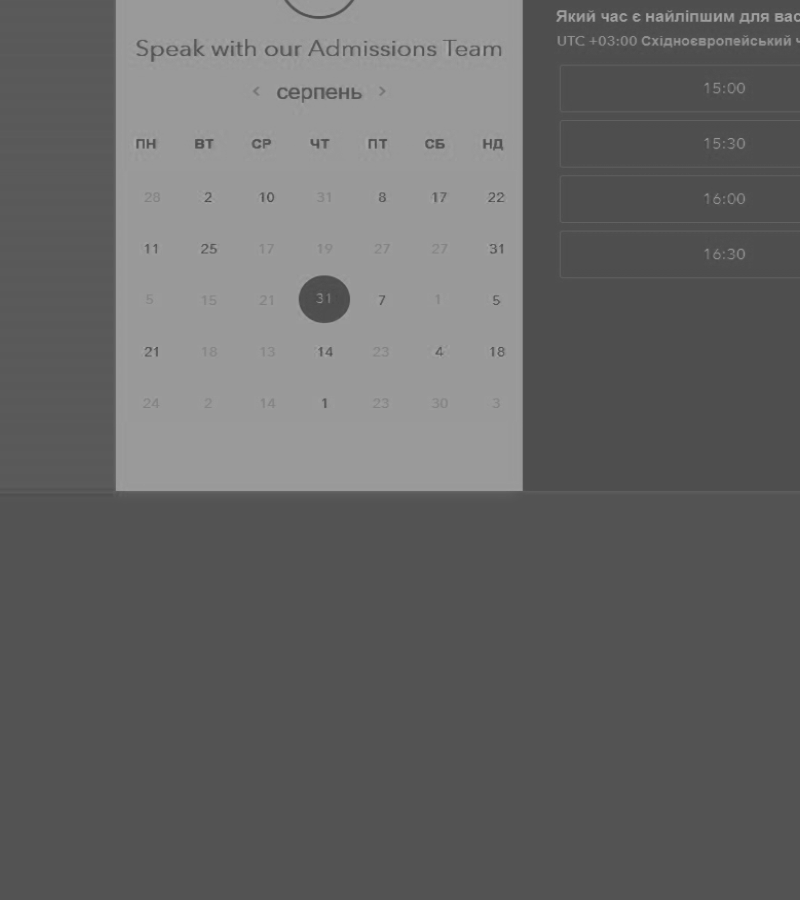 Speak with our Admissions Team
‹ серпень ›
ПН ВТ СР ЧТ ПТ СБ НД
28 2 10 31 8 17 22
11 25 17 19 27 27 31
5 15 21 31 7 1 5
21 18 13 14 23 4 18
24 2 14 1 23 30 3
Який час є найліпшим для вас
UTC +03:00 Східноєвропейський
15:00
15:30
16:00
16:30